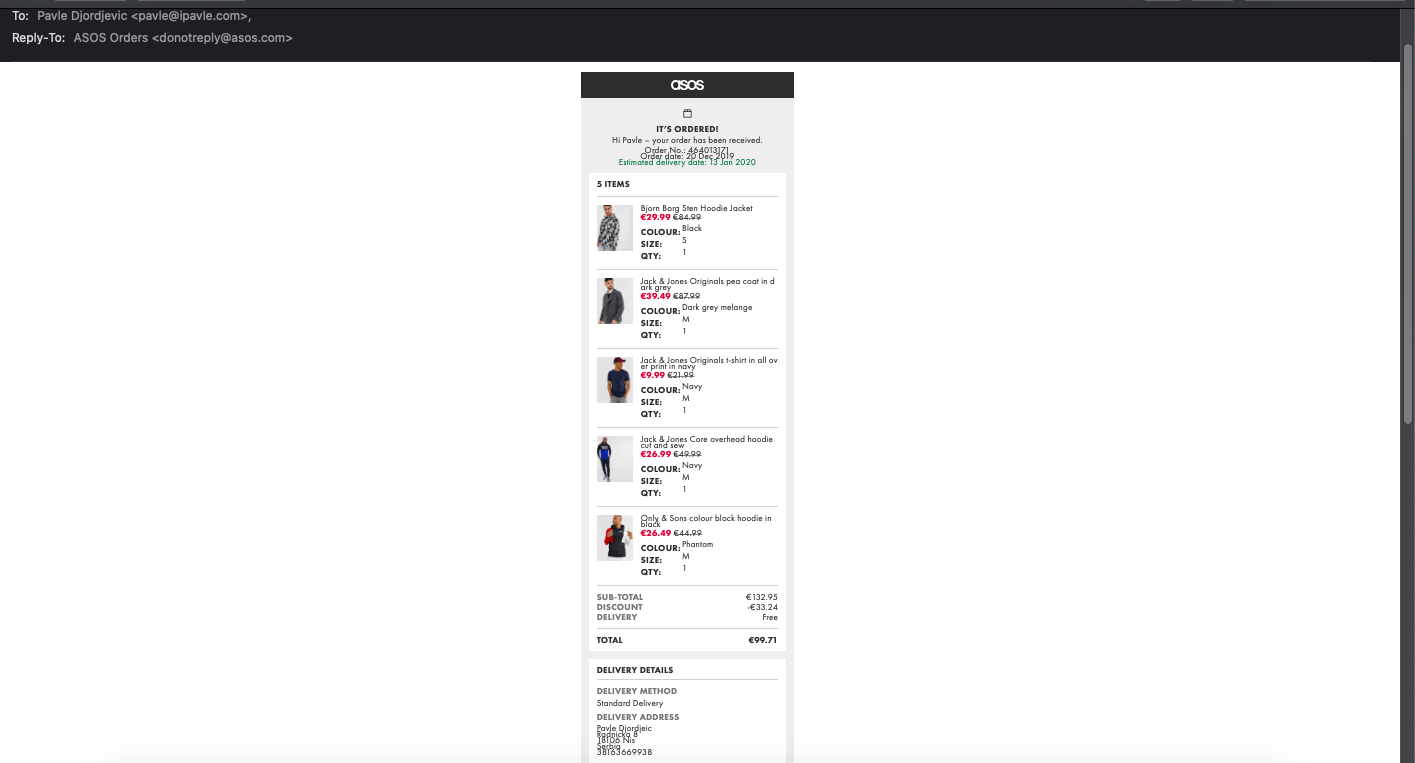 To: Pavle Djordjevic <pavle@ipavle.com>,
Reply-To: ASOS Orders <donotreply@asos.com>
asos
IT'S ORDERED!
Hi Pavle – your order has been received.
Order No.: 464013171
Order date: 20 Dec 2019
Estimated delivery date: 13 Jan 2020
5 ITEMS
Bjorn Borg Sten Hoodie Jacket
€29.99 €84.99
COLOUR: Black
SIZE: S
QTY: 1
Jack & Jones Originals pea coat in d
ark grey
€39.49 €87.99
COLOUR: Dark grey melange
SIZE: M
QTY: 1
Jack & Jones Originals t-shirt in all ov
er print in navy
€9.99 €21.99
COLOUR: Navy
SIZE: M
QTY: 1
Jack & Jones Core overhead hoodie
cut and sew
€26.99 €49.99
COLOUR: Navy
SIZE: M
QTY: 1
Only & Sons colour block hoodie in
black
€26.49 €44.99
COLOUR: Phantom
SIZE: M
QTY: 1
SUB-TOTAL €132.95
DISCOUNT -€33.24
DELIVERY Free
TOTAL €99.71
DELIVERY DETAILS
DELIVERY METHOD
Standard Delivery
DELIVERY ADDRESS
Pavle Djordjeic
Radnicka 8
18106 Nis
Serbia
38163669938